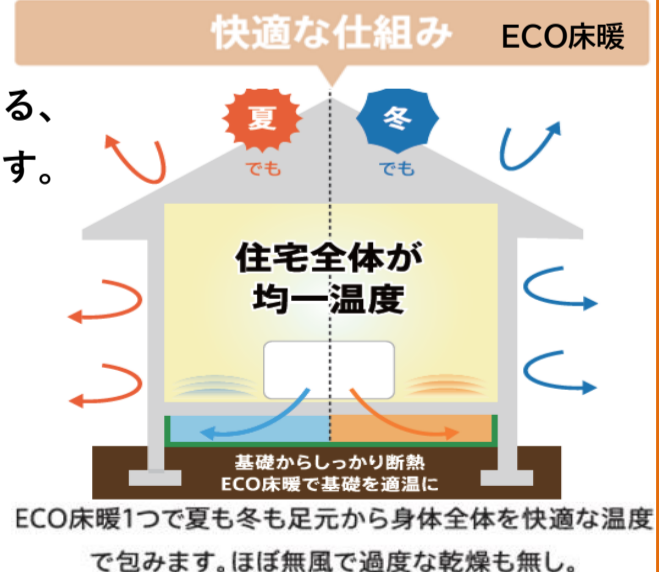 快適な仕組み ECO床暖
る、
す。
夏
でも
冬
でも
住宅全体が
均一温度
基礎からしっかり断熱
ECO床暖で基礎を適温に
ECO床暖1つで夏も冬も足元から身体全体を快適な温度
で包みます。ほぼ無風で過度な乾燥も無し。